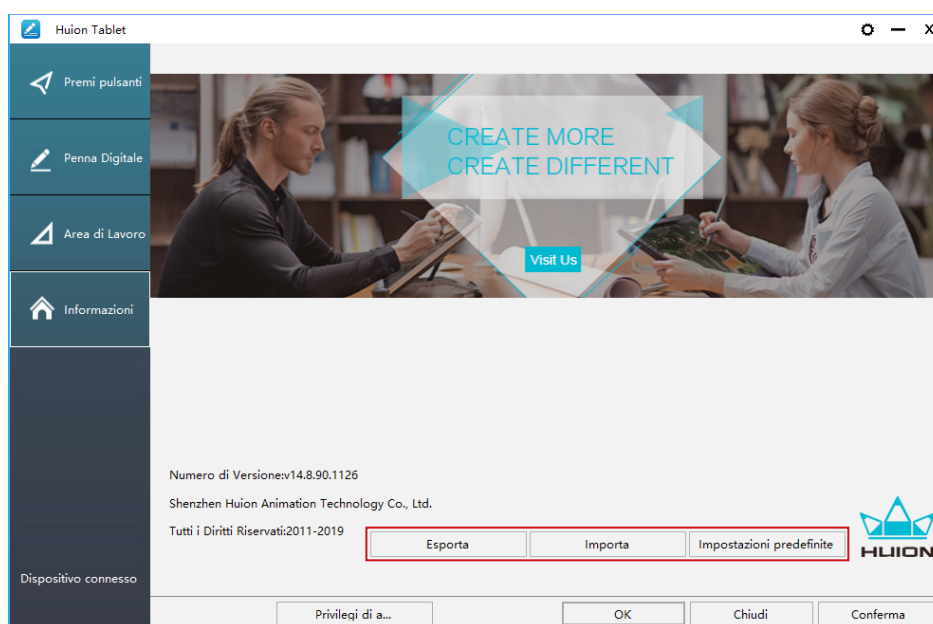 Huion Tablet
Premi pulsanti
Penna Digitale
Area di Lavoro
Informazioni
CREATE MORE
CREATE DIFFERENT
Visit Us
Numero di Versione:v14.8.90.1126
Shenzhen Huion Animation Technology Co., Ltd.
Tutti i Diritti Riservati:2011-2019
Esporta
Importa
Impostazioni predefinite
HUION
Dispositivo connesso
Privilegi di a...
OK
Chiudi
Conferma